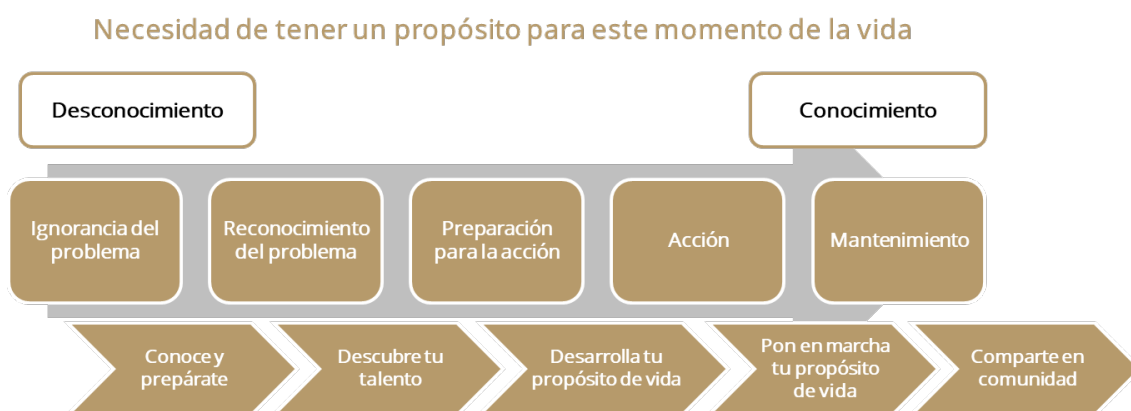 Necesidad de tener un propósito para este momento de la vida
Desconocimiento
Conocimiento
Ignorancia del
problema
Reconocimiento
del problema
Preparación
para la acción
Acción
Mantenimiento
Conoce y
prepárate
Descubre tu
talento
Desarrolla tu
propósito de vida
Pon en marcha
tu propósito
de vida
Comparte en
comunidad